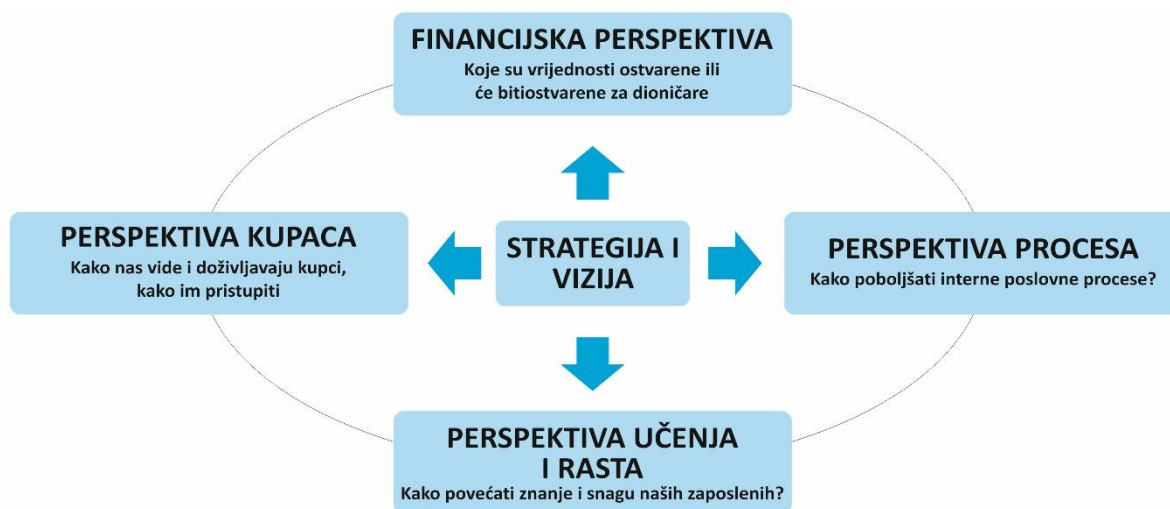 FINANCIJSKA PERSPEKTIVA
Koje su vrijednosti ostvarene ili
će bitiostvarene za dioničare
PERSPEKTIVA KUPACA
Kako nas vide i doživljavaju kupci,
kako im pristupiti
STRATEGIJA I
VIZIJA
PERSPEKTIVA PROCESA
Kako poboljšati interne poslovne procese?
PERSPEKTIVA UČENJA
I RASTA
Kako povećati znanje i snagu naših zaposlenih?